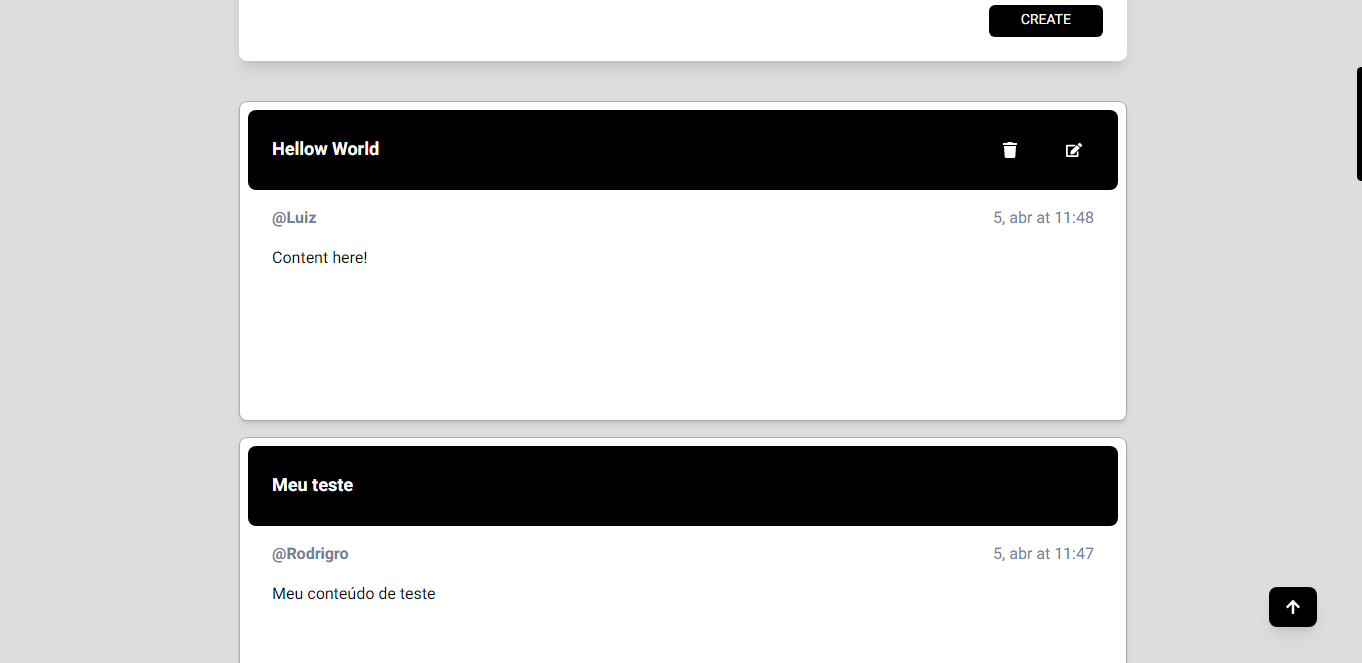 CREATE
Hellow World
@Luiz 5, abr at 11:48
Content here!
Meu teste
@Rodrigro 5, abr at 11:47
Meu conteúdo de teste